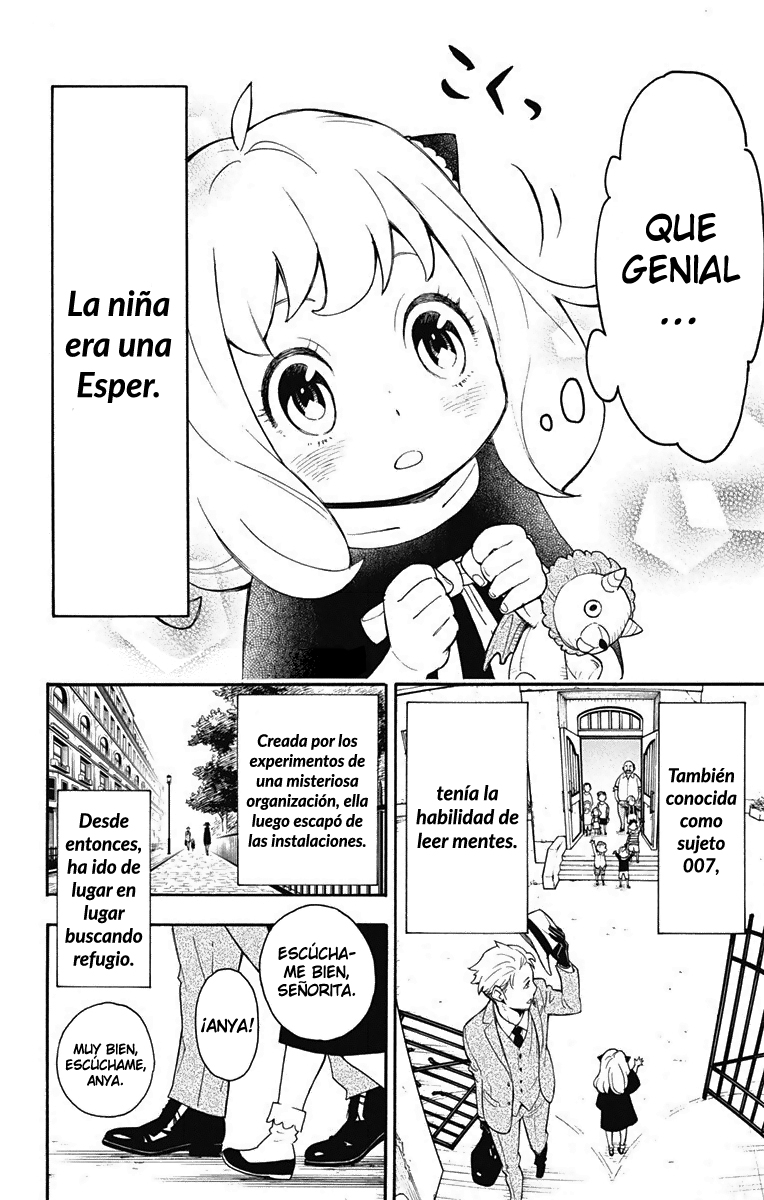 こくっ
QUE
GENIAL
...
La niña
era una
Esper.
También
conocida
como
sujeto
007,
tenía la
habilidad de
leer mentes.
Creada por los
experimentos de
una misteriosa
organización, ella
luego escapó de
las instalaciones.
Desde
entonces,
ha ido de
lugar en
lugar
buscando
refugio.
ESCÚCHA-
ME BIEN,
SEÑORITA.
¡ANYA!
MUY BIEN,
ESCÚCHAME,
ANYA.